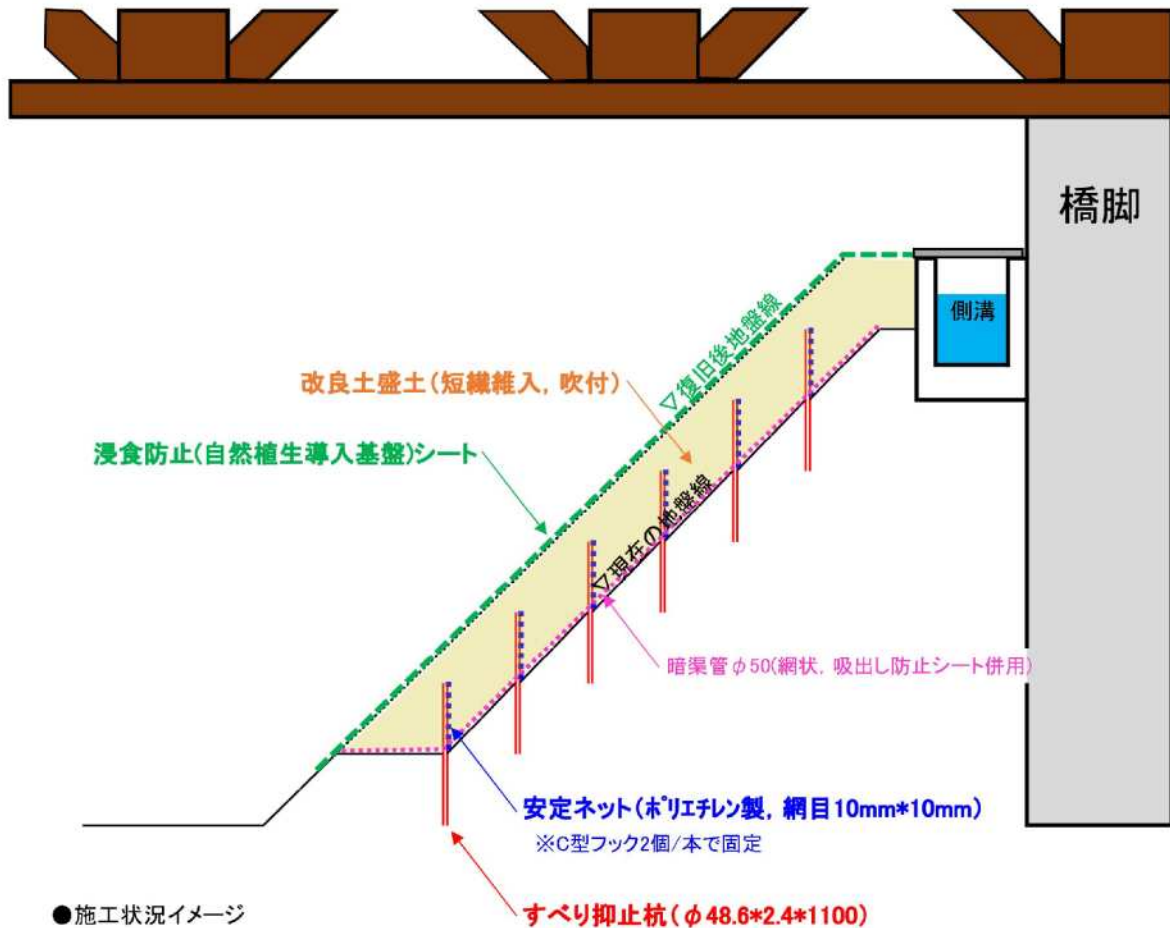 橋脚
側溝
▽復旧後地盤線
改良土盛土(短繊維入, 吹付)
浸食防止(自然植生導入基盤)シート
▽現在の地盤線
暗渠管φ50(網状, 吸出し防止シート併用)
安定ネット(ポリエチレン製, 網目10mm*10mm)
※C型フック2個/本で固定
すべり抑止杭(φ48.6*2.4*1100)
●施工状況イメージ